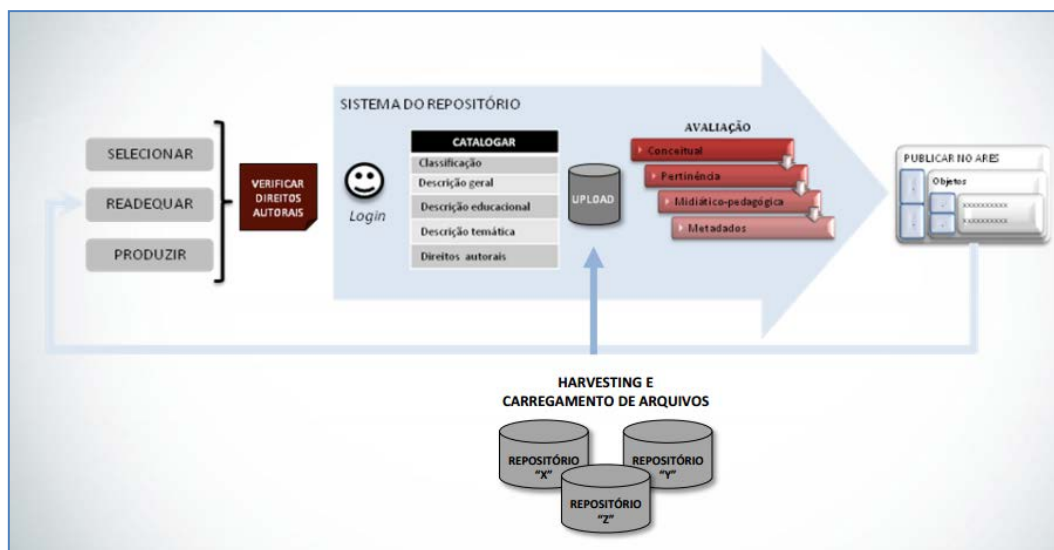 SELECIONAR
READEQUAR
PRODUZIR
VERIFICAR
DIREITOS
AUTORAIS
SISTEMA DO REPOSITÓRIO
Login
CATALOGAR
Classificação
Descrição geral
Descrição educacional
Descrição temática
Direitos autorais
UPLOAD
AVALIAÇÃO
Conceitual
Pertinência
Midiático-pedagógica
Metadados
PUBLICAR NO ARES
Objetos
xxxxxxxxxx
xxxxxxxxxx
HARVESTING E
CARREGAMENTO DE ARQUIVOS
REPOSITÓRIO
"X"
REPOSITÓRIO
"Y"
REPOSITÓRIO
"Z"